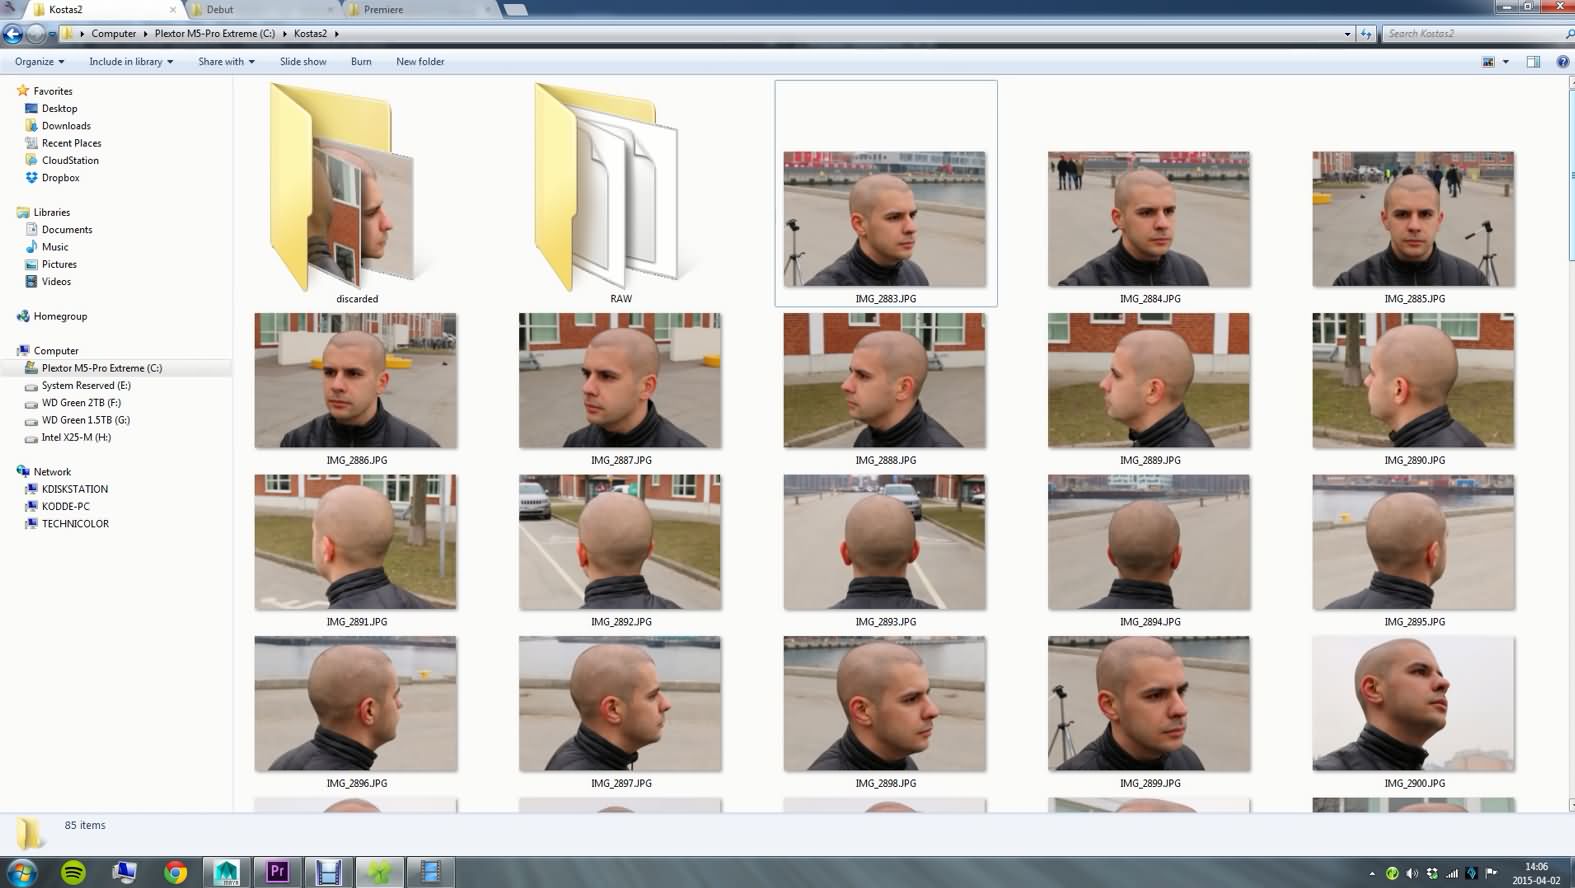 Kostas2
Debut
Premiere
Computer
Plextor M5-Pro Extreme (C:)
Kostas2
Search Kostas2
Organize
Include in library
Share with
Slide show
Burn
New folder
Favorites
Desktop
Downloads
Recent Places
CloudStation
Dropbox
Libraries
Documents
Music
Pictures
Videos
Homegroup
Computer
Plextor M5-Pro Extreme (C:)
System Reserved (E:)
WD Green 2TB (F:)
WD Green 1.5TB (G:)
Intel X25-M (H:)
Network
KDISKSTATION
KODDE-PC
TECHNICOLOR
discarded
RAW
IMG_2883.JPG
IMG_2884.JPG
IMG_2885.JPG
IMG_2886.JPG
IMG_2887.JPG
IMG_2888.JPG
IMG_2889.JPG
IMG_2890.JPG
IMG_2891.JPG
IMG_2892.JPG
IMG_2893.JPG
IMG_2894.JPG
IMG_2895.JPG
IMG_2896.JPG
IMG_2897.JPG
IMG_2898.JPG
IMG_2899.JPG
IMG_2900.JPG
85 items
Pr
14:06
2015-04-02